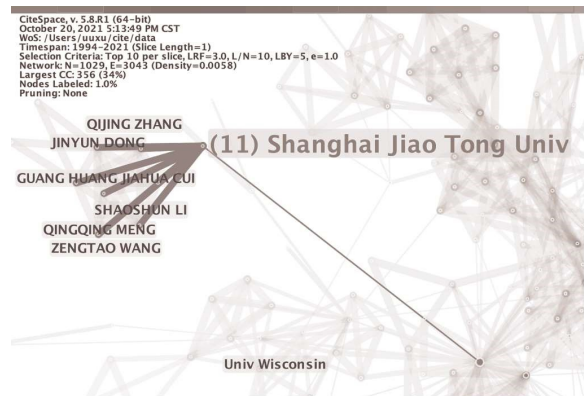 CiteSpace, v. 5.8.R1 (64-bit)
October 20, 2021 5:13:49 PM CST
WoS: /Users/uuxu/cite/data
Timespan: 1994-2021 (Slice Length=1)
Selection Criteria: Top 10 per slice, LRF=3.0, L/N=10, LBY=5, e=1.0
Network: N=1029, E=3043 (Density=0.0058)
Largest CC: 356 (34%)
Nodes Labeled: 1.0%
Pruning: None
QIJING ZHANG
JINYUN DONG
(11) Shanghai Jiao Tong Univ
GUANG HUANG JIAHUA CUI
SHAOSHUN LI
QINGQING MENG
ZENGTAO WANG
Univ Wisconsin